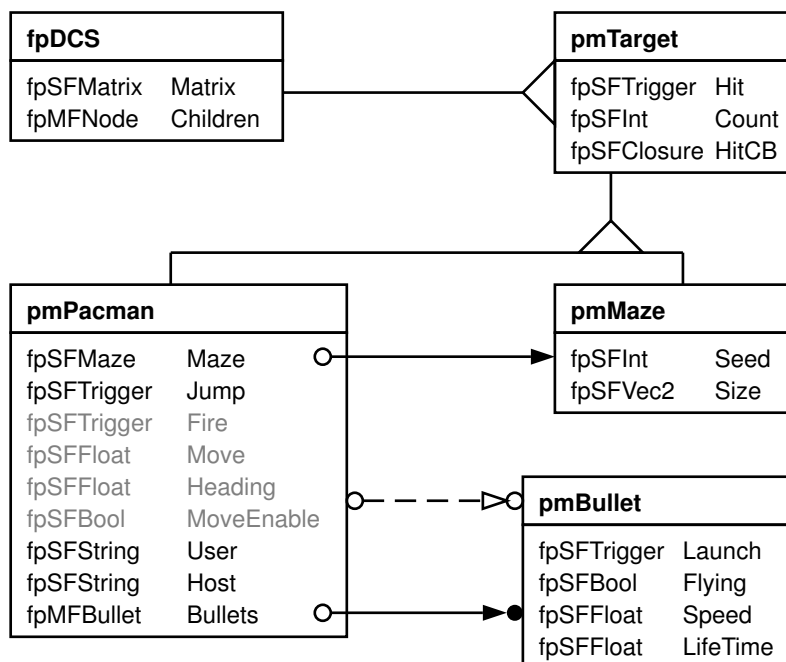 fpDCS
fpSFMatrix Matrix
fpMFNode Children
pmTarget
fpSFTrigger Hit
fpSFInt Count
fpSFClosure HitCB
pmPacman
fpSFMaze Maze
fpSFTrigger Jump
fpSFTrigger Fire
fpSFFloat Move
fpSFFloat Heading
fpSFBool MoveEnable
fpSFString User
fpSFString Host
fpMFBullet Bullets
pmMaze
fpSFInt Seed
fpSFVec2 Size
pmBullet
fpSFTrigger Launch
fpSFBool Flying
fpSFFloat Speed
fpSFFloat LifeTime